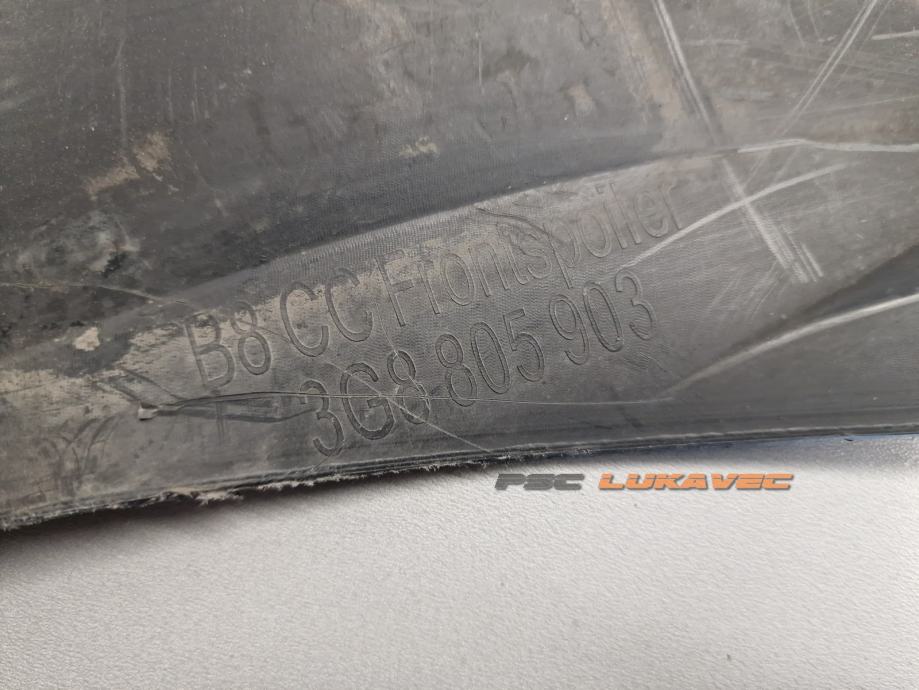 B8 CC Frontspoiler
3G8 805 903
PSC LUKAVEC